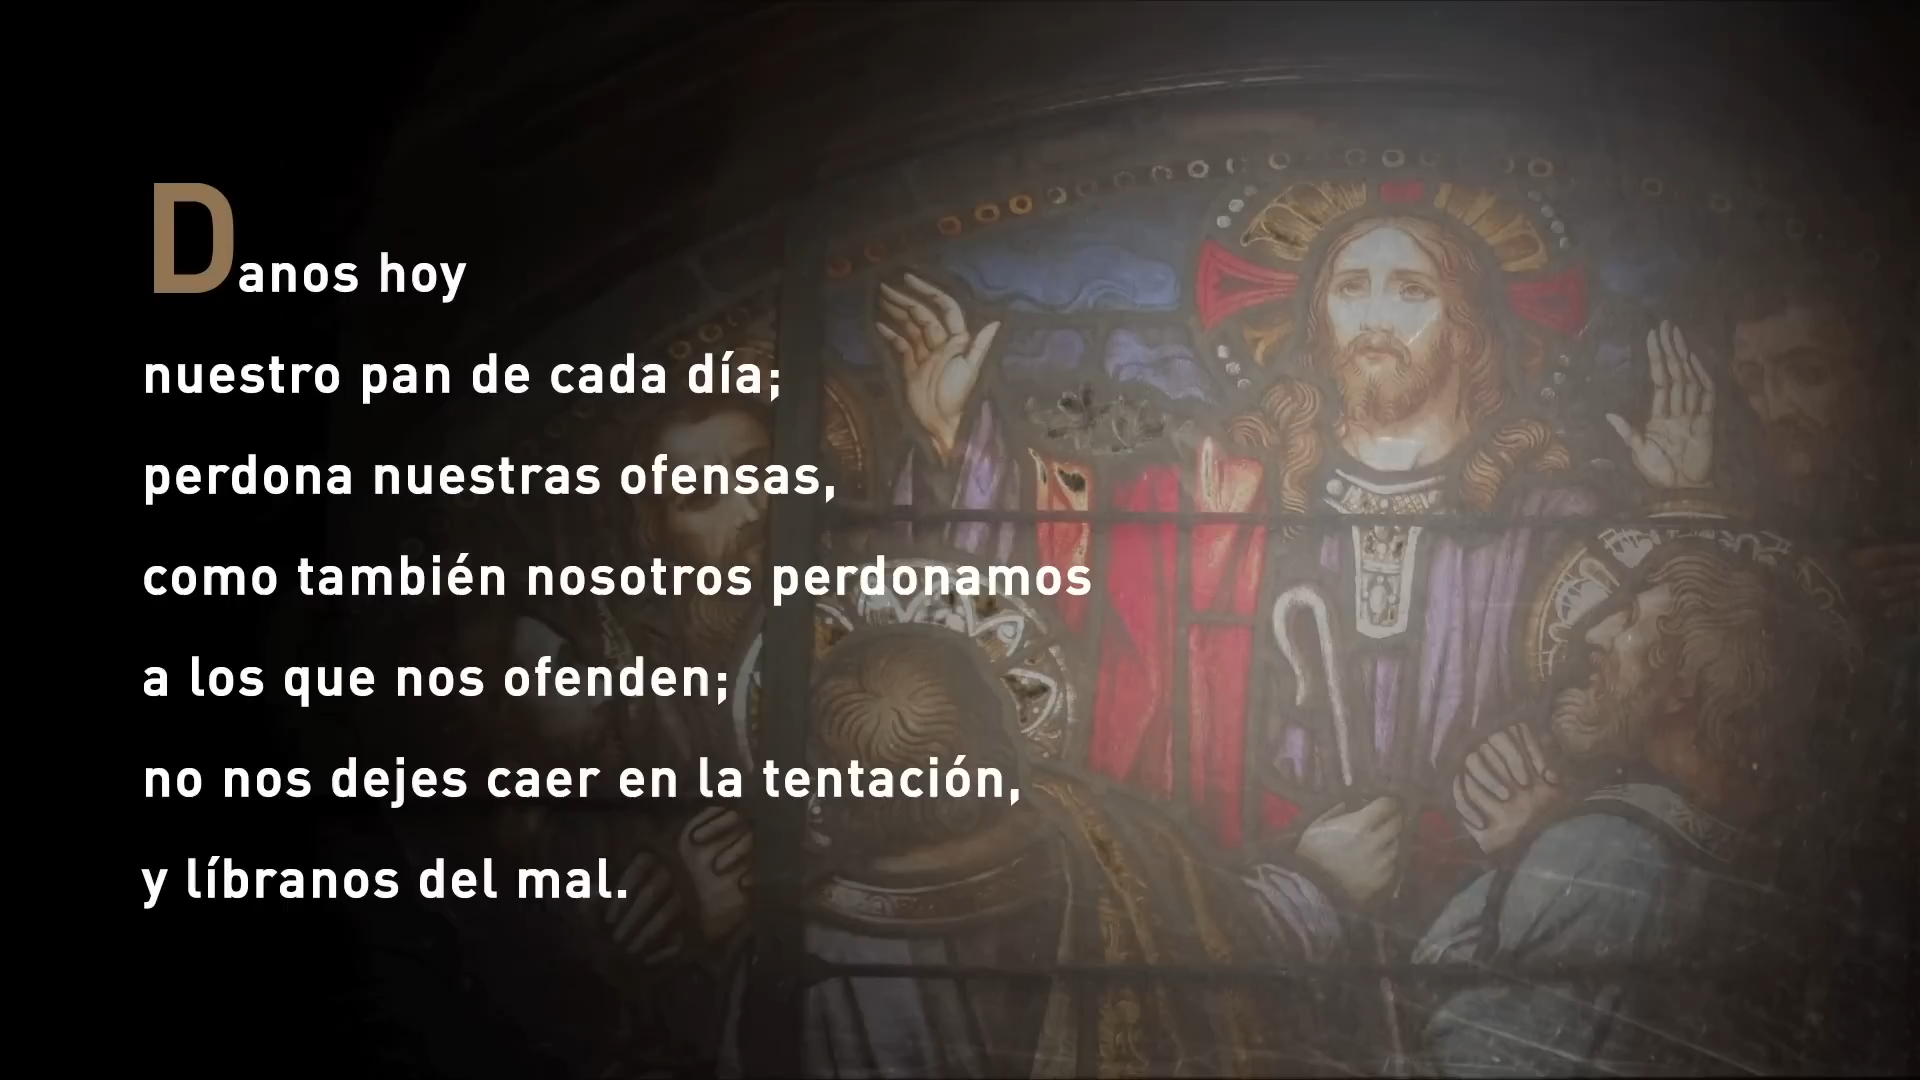 Danos hoy
nuestro pan de cada día;
perdona nuestras ofensas,
como también nosotros perdonamos
a los que nos ofenden;
no nos dejes caer en la tentación,
y líbranos del mal.